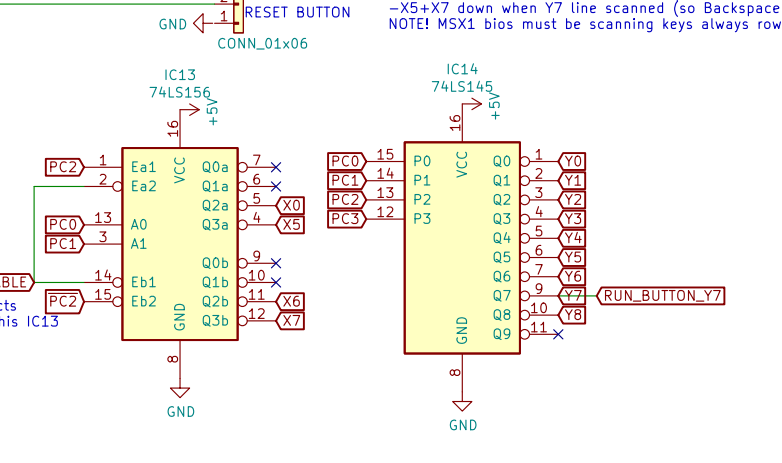 2
1
GND
RESET BUTTON
CONN_01x06
-X5+X7 down when Y7 line scanned (so Backspace
NOTE! MSX1 bios must be scanning keys always row
IC13
74LS156
+5V
16
VCC
PC2 1 Ea1 Q0a 7
2 Ea2 Q1a 6
Q2a 5 X0
PC0 13 A0 Q3a 4 X5
PC1 3 A1
Q0b 9
BLE 14 Eb1 Q1b 10
PC2 15 Eb2 Q2b 11 X6
Q3b 12 X7
cts
his IC13
GND
8
GND
IC14
74LS145
+5V
16
VCC
PC0 15 P0 Q0 1 Y0
PC1 14 P1 Q1 2 Y1
PC2 13 P2 Q2 3 Y2
PC3 12 P3 Q3 4 Y3
Q4 5 Y4
Q5 6 Y5
Q6 7 Y6
Q7 9 Y7 RUN_BUTTON_Y7
Q8 10 Y8
Q9 11
GND
8
GND